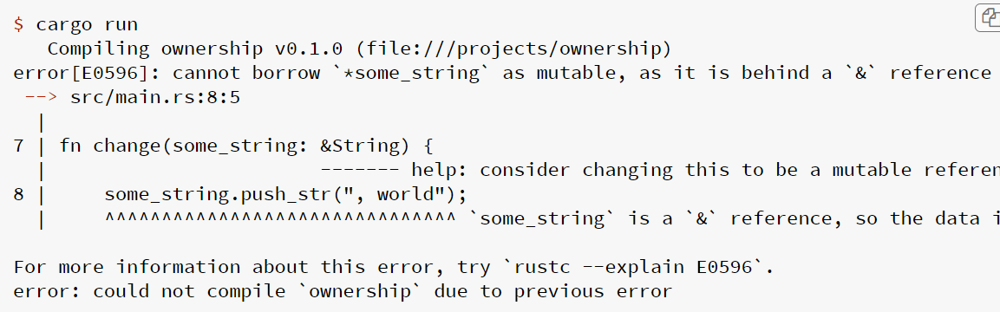 $ cargo run
   Compiling ownership v0.1.0 (file:///projects/ownership)
error[E0596]: cannot borrow `*some_string` as mutable, as it is behind a `&` reference
 --> src/main.rs:8:5
  |
7 | fn change(some_string: &String) {
  |                        ------- help: consider changing this to be a mutable referen
8 |     some_string.push_str(", world");
  |     ^^^^^^^^^^^^^^^^^^^^^^^^^^^^^^^ `some_string` is a `&` reference, so the data i

For more information about this error, try `rustc --explain E0596`.
error: could not compile `ownership` due to previous error